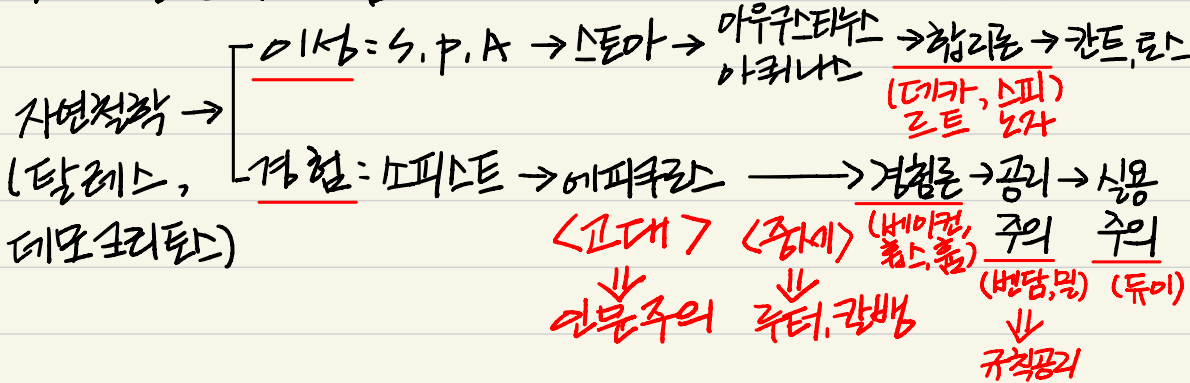 이성 : S, P, A → 스토아 → 아우구스티누스 아퀴나스 → 합리론 → 칸트, 로스
(데카르트, 스피노자)
자연철학 →
(탈레스,
데모크리토스)
경험 : 소피스트 → 에피쿠로스 → 경험론 → 공리주의 → 실용주의
<고대> <중세> (베이컨, 홉스, 흄)
(벤담, 밀) (듀이)
⇓ ⇓ ⇓
인문주의 루터, 칼뱅
규칙공리